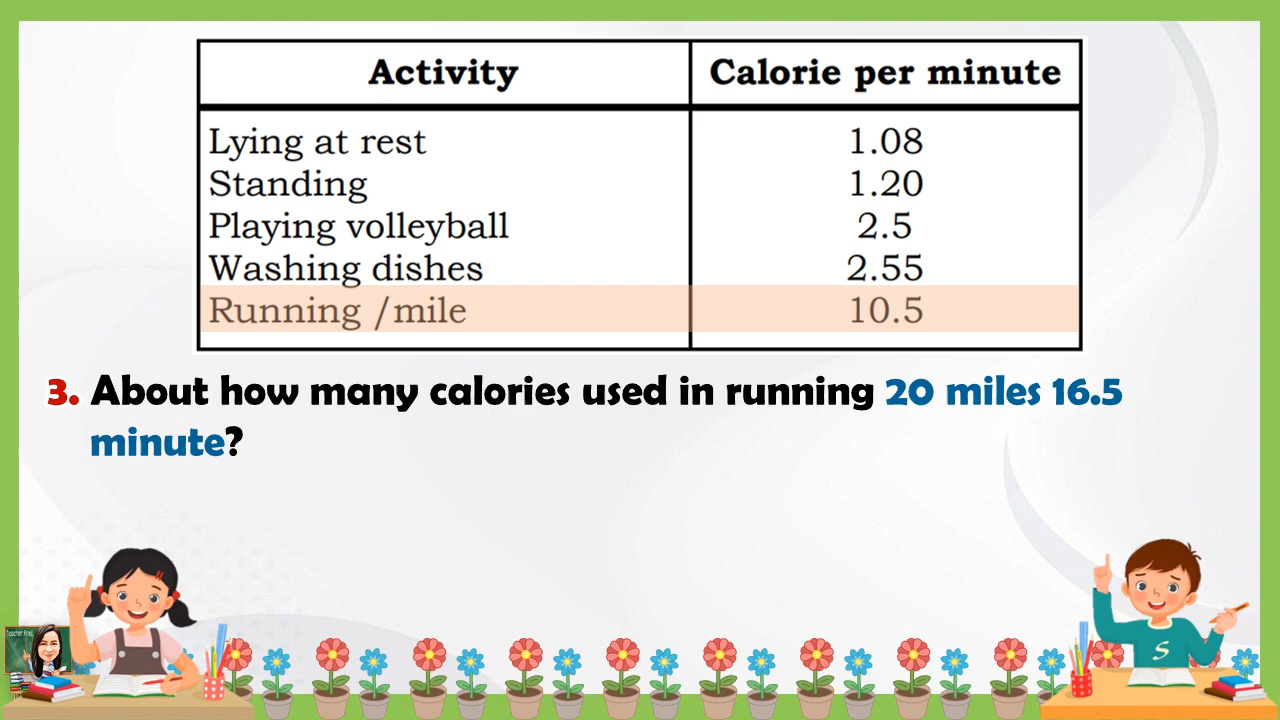 Activity Calorie per minute
Lying at rest 1.08
Standing 1.20
Playing volleyball 2.5
Washing dishes 2.55
Running /mile 10.5
3. About how many calories used in running 20 miles 16.5
minute?
S